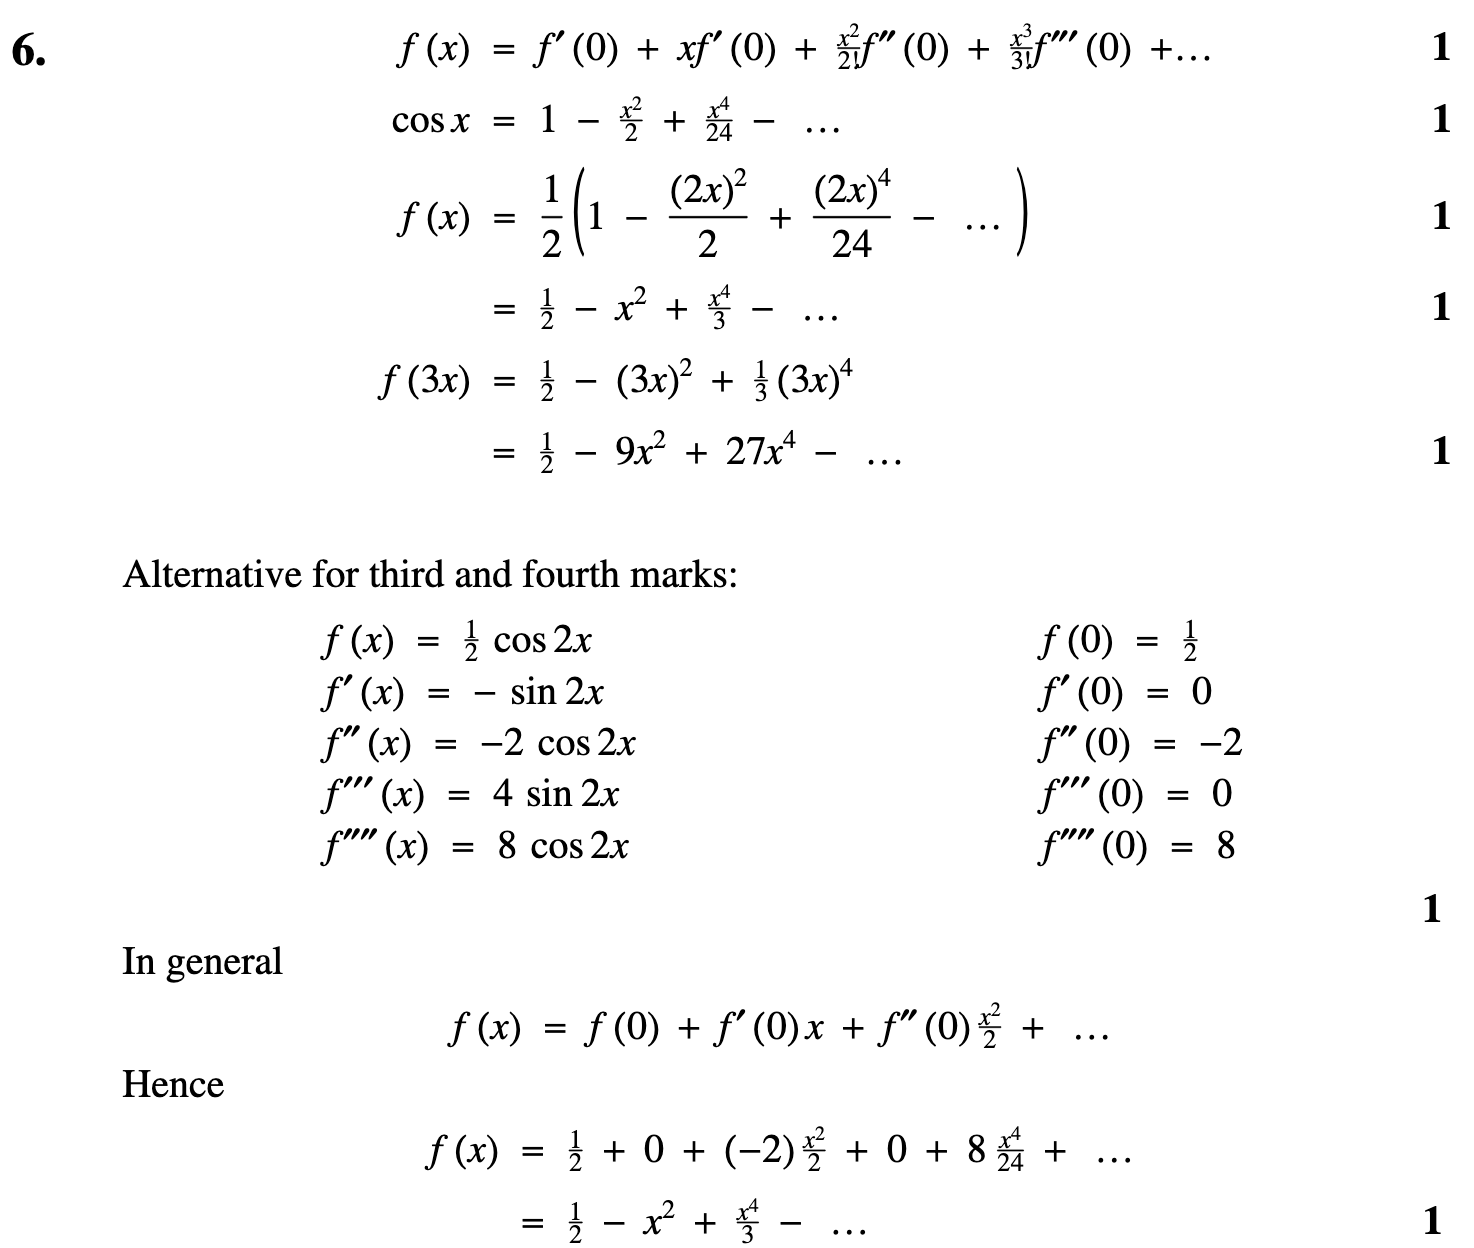 6. f (x) = f′ (0) + xf′ (0) + x²/2! f″ (0) + x³/3! f‴ (0) +... 1
cos x = 1 − x²/2 + x⁴/24 − ... 1
f (x) = 1/2 (1 − (2x)²/2 + (2x)⁴/24 − ... ) 1
= 1/2 − x² + x⁴/3 − ... 1
f (3x) = 1/2 − (3x)² + 1/3 (3x)⁴
= 1/2 − 9x² + 27x⁴ − ... 1
Alternative for third and fourth marks:
f (x) = 1/2 cos 2x f (0) = 1/2
f′ (x) = − sin 2x f′ (0) = 0
f″ (x) = −2 cos 2x f″ (0) = −2
f‴ (x) = 4 sin 2x f‴ (0) = 0
f⁗ (x) = 8 cos 2x f⁗ (0) = 8
1
In general
f (x) = f (0) + f′ (0) x + f″ (0) x²/2 + ...
Hence
f (x) = 1/2 + 0 + (−2) x²/2 + 0 + 8 x⁴/24 + ...
= 1/2 − x² + x⁴/3 − ... 1